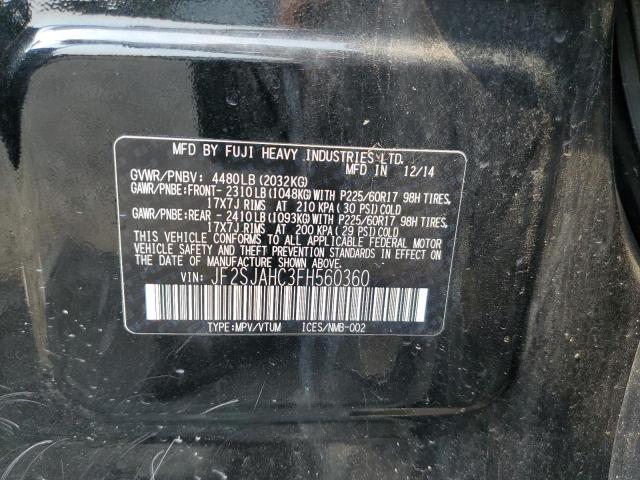 MFD BY FUJI HEAVY INDUSTRIES LTD.
MFD IN 12/14
GVWR/PNBV: 4480LB (2032KG)
GAWR/PNBE:FRONT- 2310LB (1048KG) WITH P225/60R17 98H TIRES,
17X7J RIMS AT 210 KPA (30 PSI) COLD
GAWR/PNBE:REAR - 2410LB (1093KG) WITH P225/60R17 98H TIRES,
17X7J RIMS AT 200 KPA (29 PSI) COLD
THIS VEHICLE CONFORMS TO ALL APPLICABLE FEDERAL MOTOR
VEHICLE SAFETY AND THEFT PREVENTION STANDARDS IN EFFECT ON
THE DATE OF MANUFACTURE SHOWN ABOVE.
VIN: JF2SJAHC3FH560360
TYPE:MPV/VTUM ICES/NMB-002